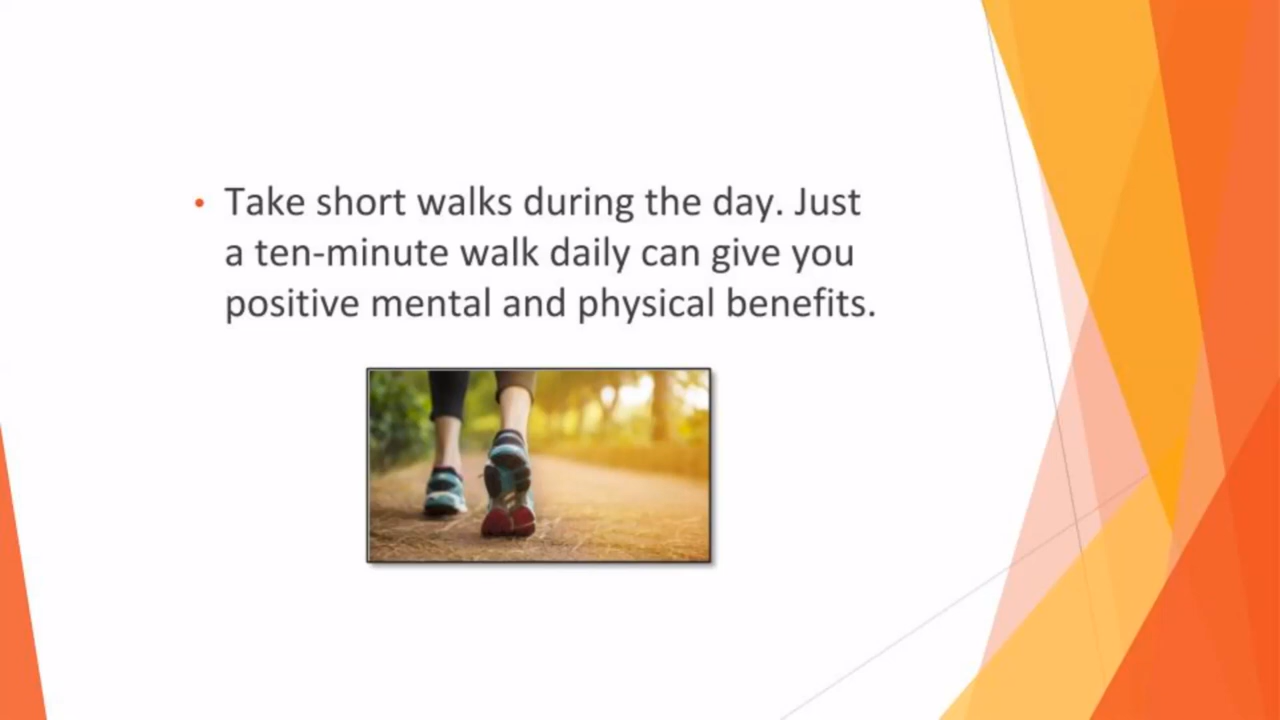 • Take short walks during the day. Just
a ten-minute walk daily can give you
positive mental and physical benefits.